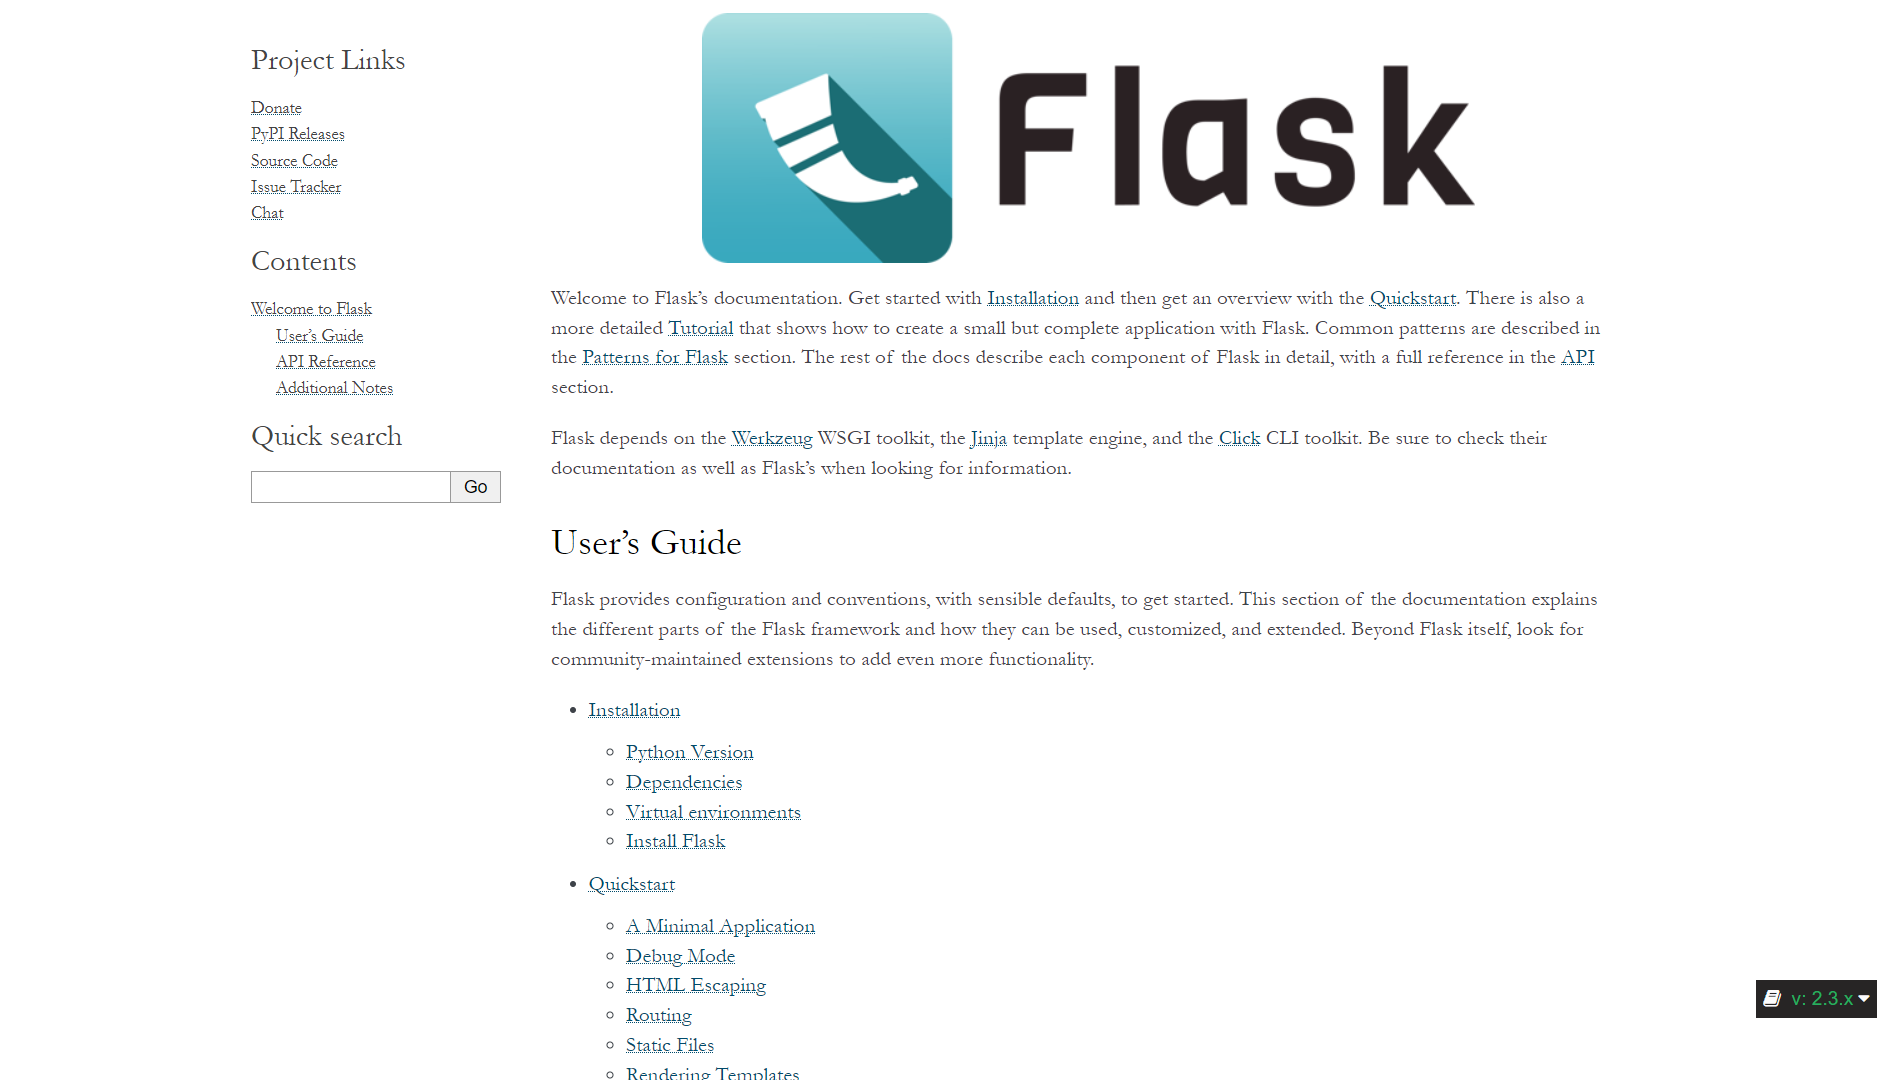 Project Links
Donate
PyPI Releases
Source Code
Issue Tracker
Chat
Contents
Welcome to Flask
User’s Guide
API Reference
Additional Notes
Quick search
Go
Flask
Welcome to Flask’s documentation. Get started with Installation and then get an overview with the Quickstart. There is also a
more detailed Tutorial that shows how to create a small but complete application with Flask. Common patterns are described in
the Patterns for Flask section. The rest of the docs describe each component of Flask in detail, with a full reference in the API
section.
Flask depends on the Werkzeug WSGI toolkit, the Jinja template engine, and the Click CLI toolkit. Be sure to check their
documentation as well as Flask’s when looking for information.
User’s Guide
Flask provides configuration and conventions, with sensible defaults, to get started. This section of the documentation explains
the different parts of the Flask framework and how they can be used, customized, and extended. Beyond Flask itself, look for
community-maintained extensions to add even more functionality.
Installation
Python Version
Dependencies
Virtual environments
Install Flask
Quickstart
A Minimal Application
Debug Mode
HTML Escaping
Routing
Static Files
Rendering Templates
v: 2.3.x